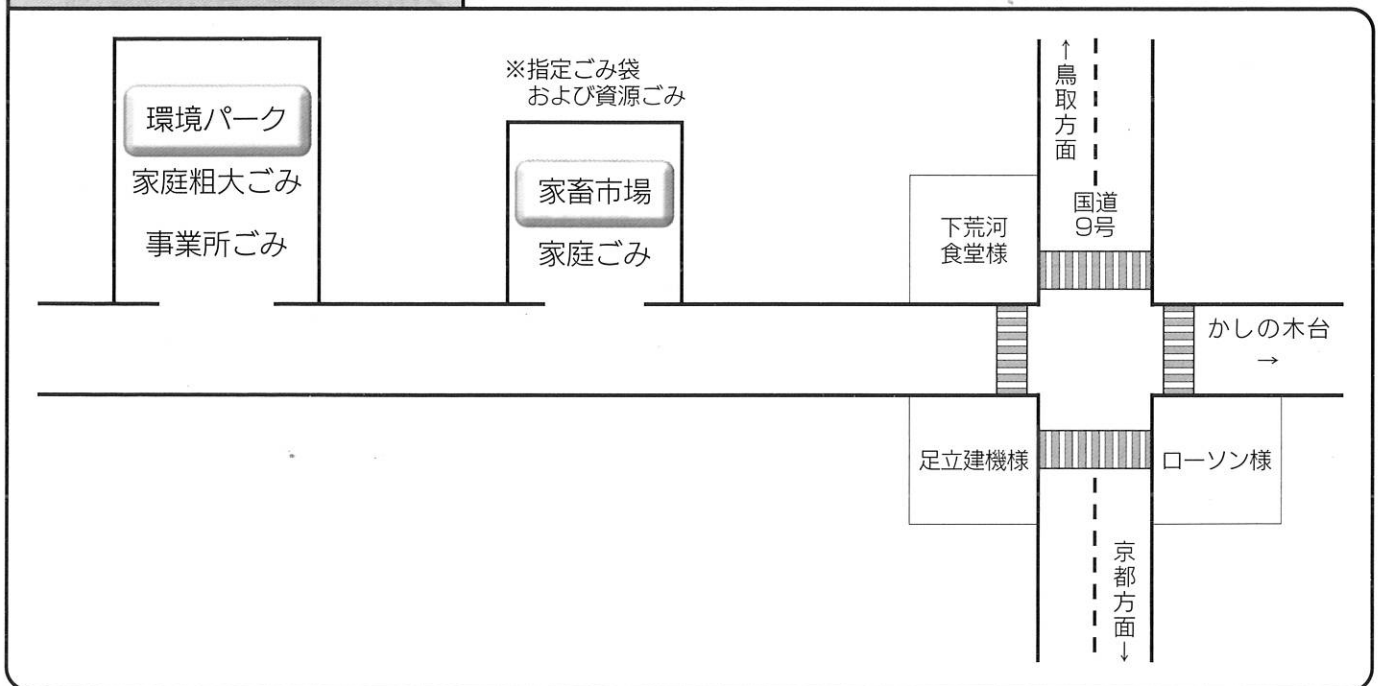 環境パーク
家庭粗大ごみ
事業所ごみ
※指定ごみ袋
および資源ごみ
家畜市場
家庭ごみ
↑鳥取方面
国道
9号
下荒河
食堂様
かしの木台
→
足立建機様
ローソン様
京都方面↓